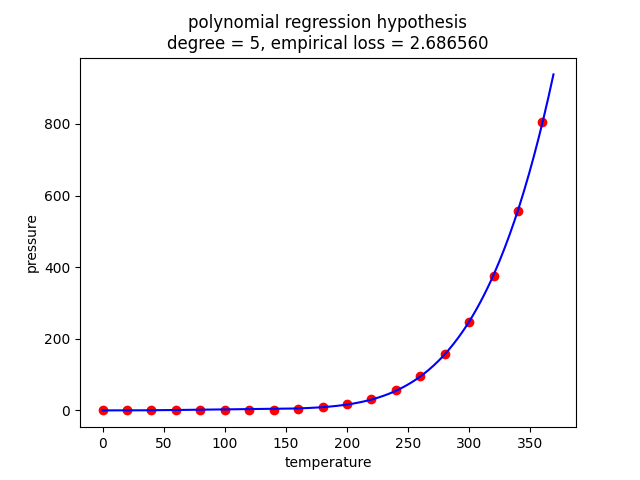 polynomial regression hypothesis
degree = 5, empirical loss = 2.686560
800
600
400
200
0
pressure
0 50 100 150 200 250 300 350
temperature